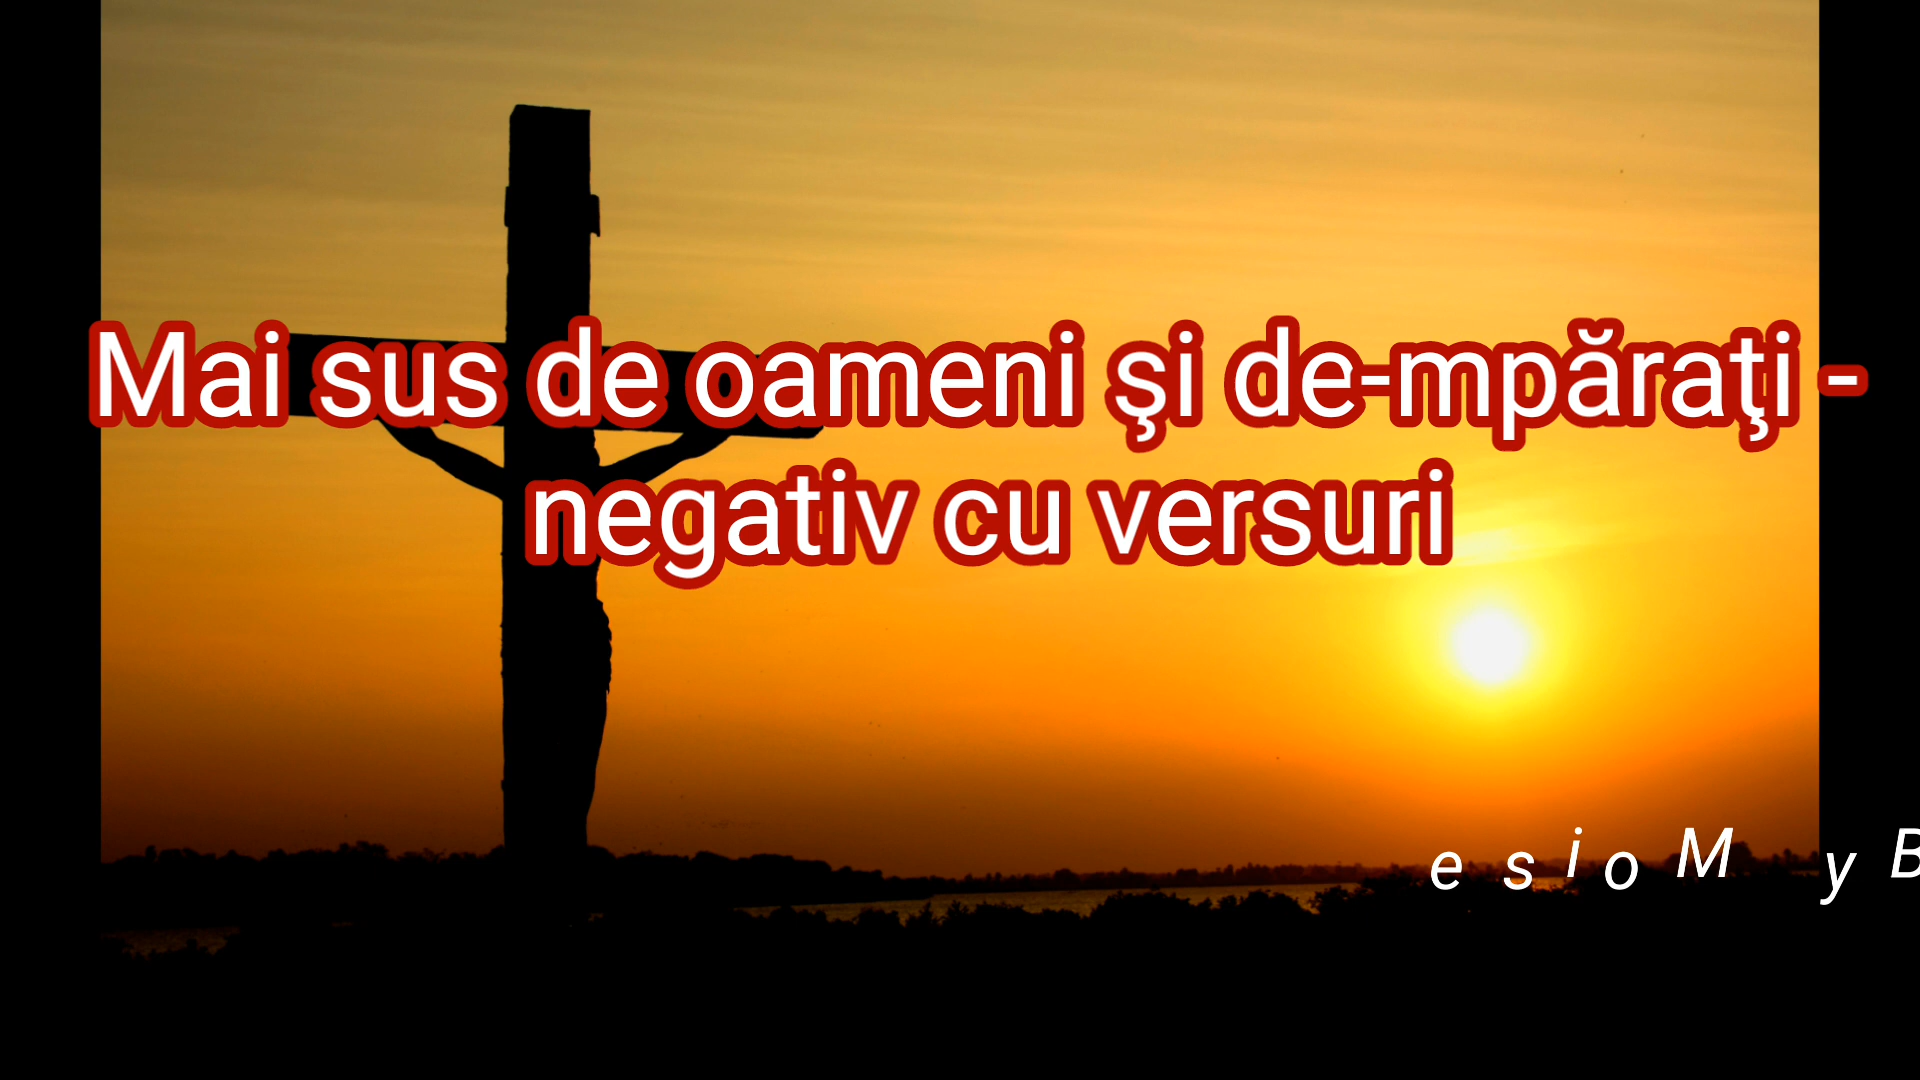 Mai sus de oameni şi de-mpăraţi -
negativ cu versuri
e s i o M y B